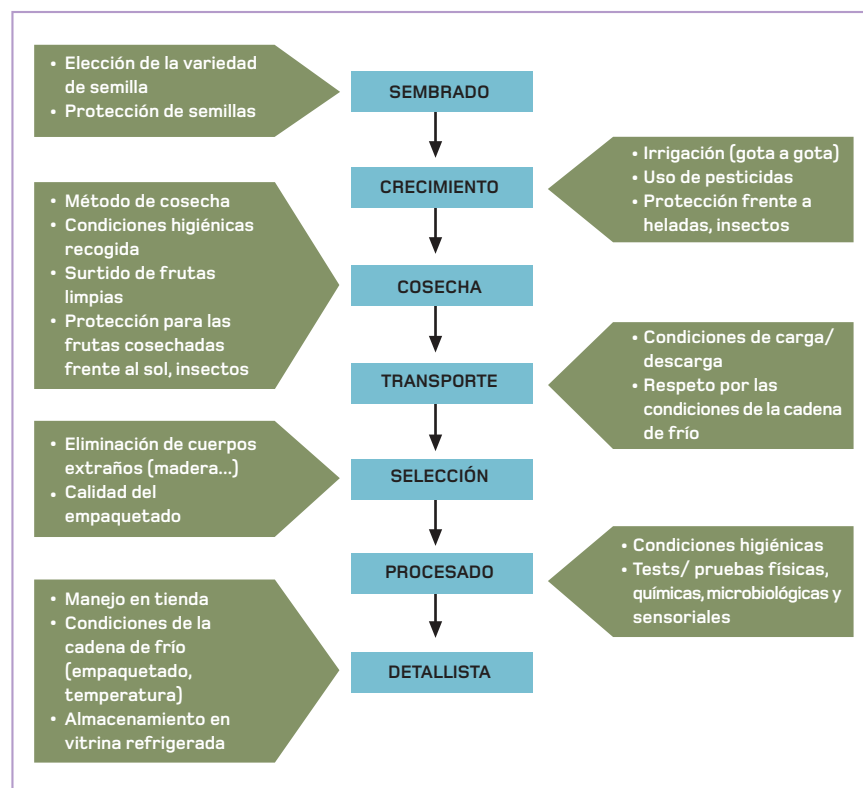 • Elección de la variedad
de semilla
• Protección de semillas
SEMBRADO
CRECIMIENTO
• Irrigación (gota a gota)
• Uso de pesticidas
• Protección frente a
heladas, insectos
• Método de cosecha
• Condiciones higiénicas
recogida
• Surtido de frutas
limpias
• Protección para las
frutas cosechadas
frente al sol, insectos
COSECHA
TRANSPORTE
• Condiciones de carga/
descarga
• Respeto por las
condiciones de la cadena
de frío
• Eliminación de cuerpos
extraños (madera...)
• Calidad del
empaquetado
SELECCIÓN
PROCESADO
• Condiciones higiénicas
• Tests/ pruebas físicas,
químicas, microbiológicas y
sensoriales
• Manejo en tienda
• Condiciones de la
cadena de frío
(empaquetado,
temperatura)
• Almacenamiento en
vitrina refrigerada
DETALLISTA